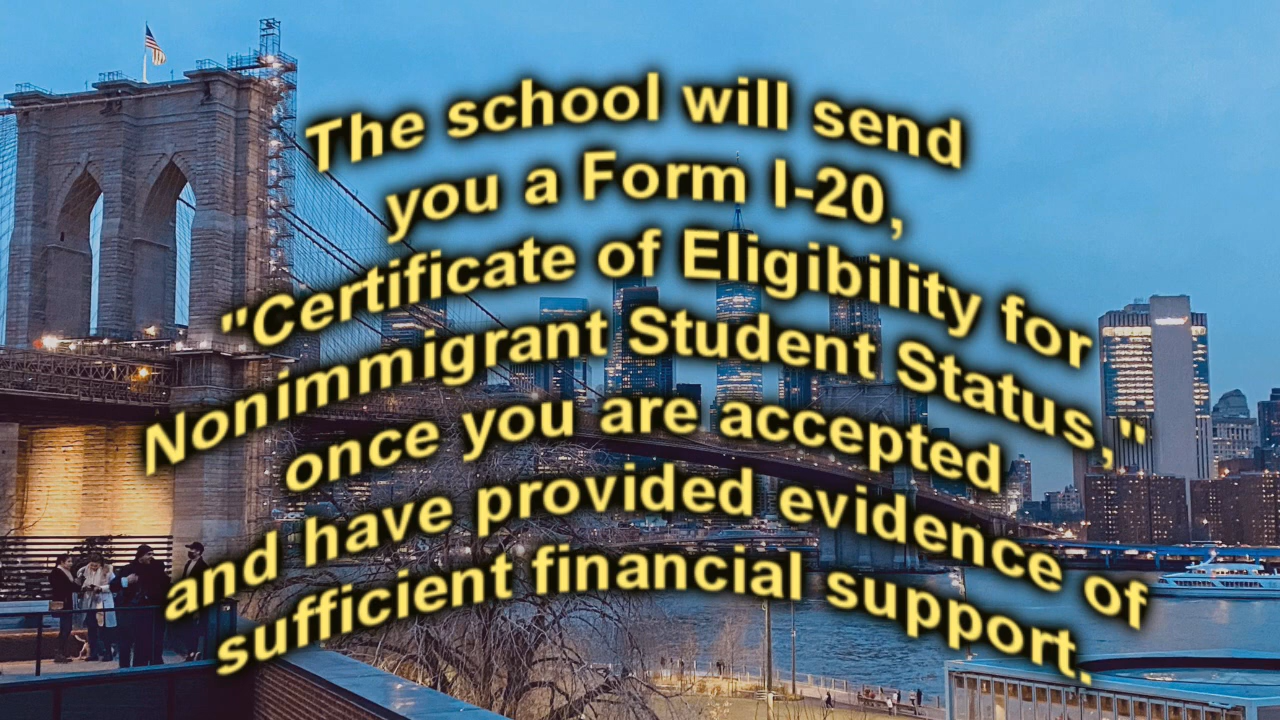 The school will send
you a Form I-20,
"Certificate of Eligibility for
Nonimmigrant Student Status,"
once you are accepted
and have provided evidence of
sufficient financial support.